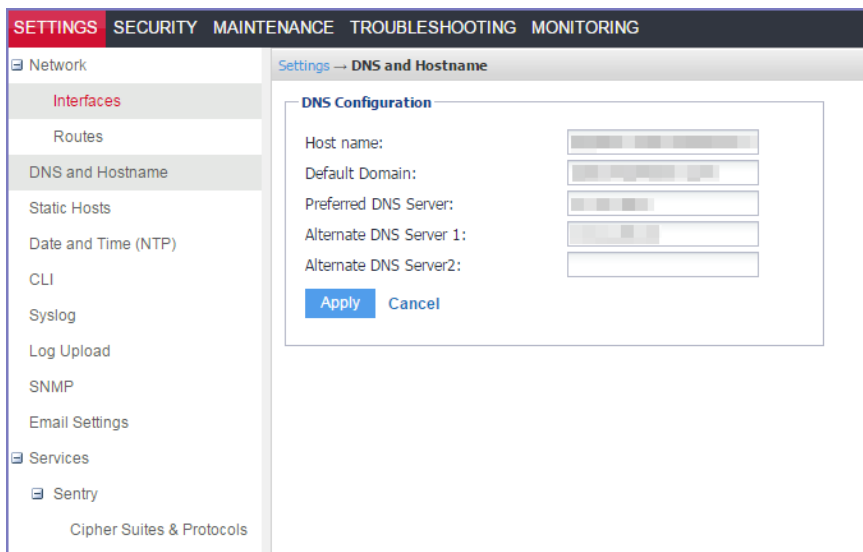 SETTINGS SECURITY MAINTENANCE TROUBLESHOOTING MONITORING
Network
Interfaces
Routes
DNS and Hostname
Static Hosts
Date and Time (NTP)
CLI
Syslog
Log Upload
SNMP
Email Settings
Services
Sentry
Cipher Suites & Protocols
Settings → DNS and Hostname
DNS Configuration
Host name:
Default Domain:
Preferred DNS Server:
Alternate DNS Server 1:
Alternate DNS Server2:
Apply Cancel